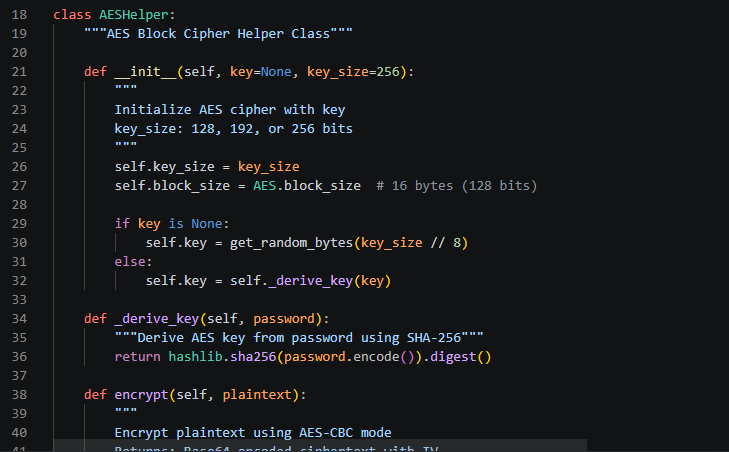 18 class AESHelper:
19     """AES Block Cipher Helper Class"""
20
21     def __init__(self, key=None, key_size=256):
22         """
23         Initialize AES cipher with key
24         key_size: 128, 192, or 256 bits
25         """
26         self.key_size = key_size
27         self.block_size = AES.block_size  # 16 bytes (128 bits)
28
29         if key is None:
30             self.key = get_random_bytes(key_size // 8)
31         else:
32             self.key = self._derive_key(key)
33
34     def _derive_key(self, password):
35         """Derive AES key from password using SHA-256"""
36         return hashlib.sha256(password.encode()).digest()
37
38     def encrypt(self, plaintext):
39         """
40         Encrypt plaintext using AES-CBC mode
41         Returns: Base64 encoded ciphertext with IV